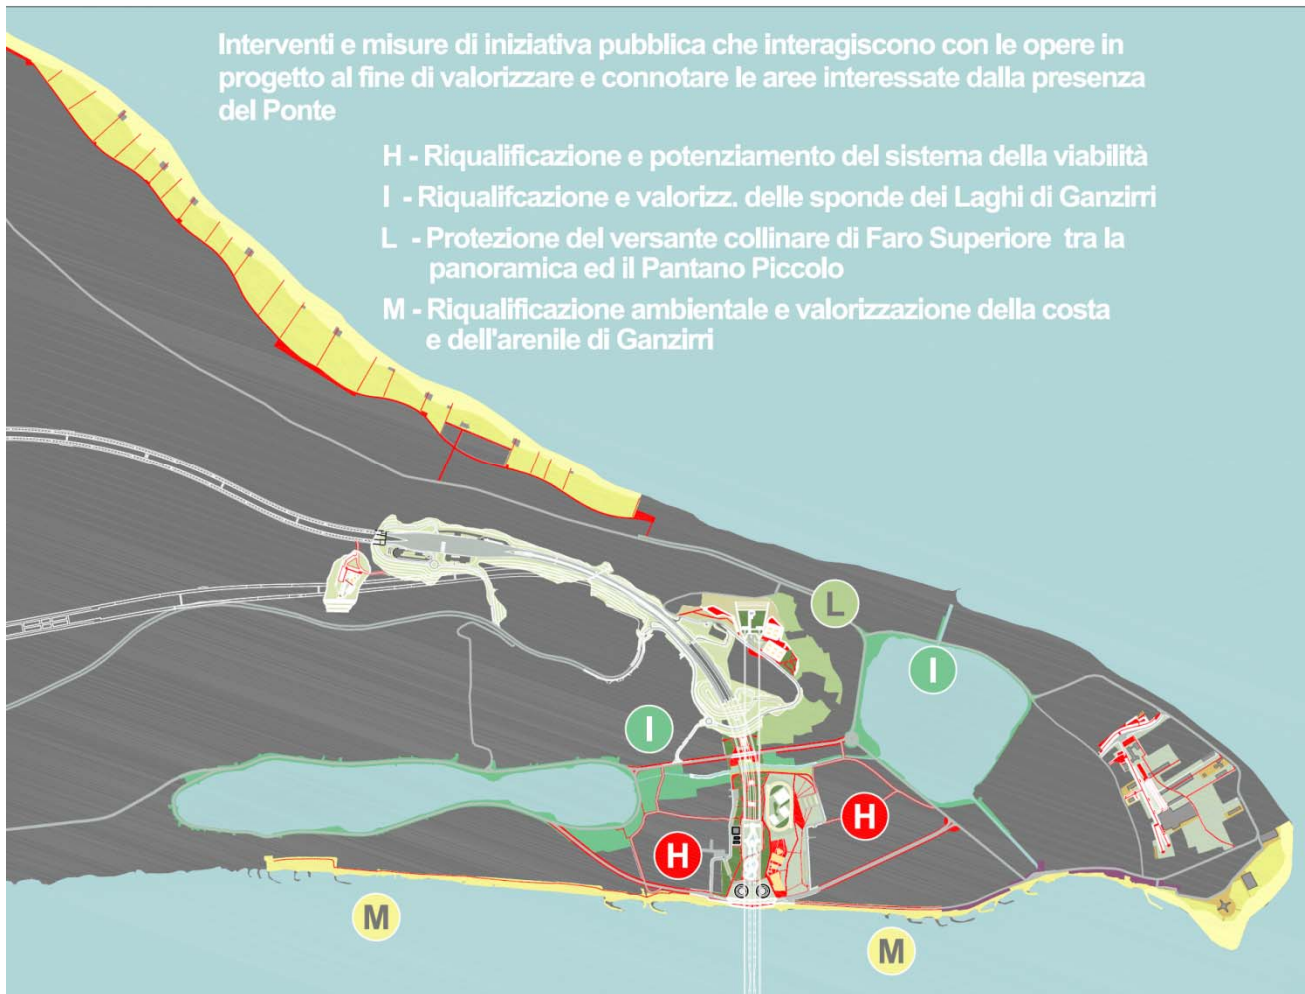 Interventi e misure di iniziativa pubblica che interagiscono con le opere in
progetto al fine di valorizzare e connotare le aree interessate dalla presenza
del Ponte
H - Riqualificazione e potenziamento del sistema della viabilità
I - Riqualifcazione e valorizz. delle sponde dei Laghi di Ganzirri
L - Protezione del versante collinare di Faro Superiore tra la
panoramica ed il Pantano Piccolo
M - Riqualificazione ambientale e valorizzazione della costa
e dell'arenile di Ganzirri
L
I
I
H
H
M
M